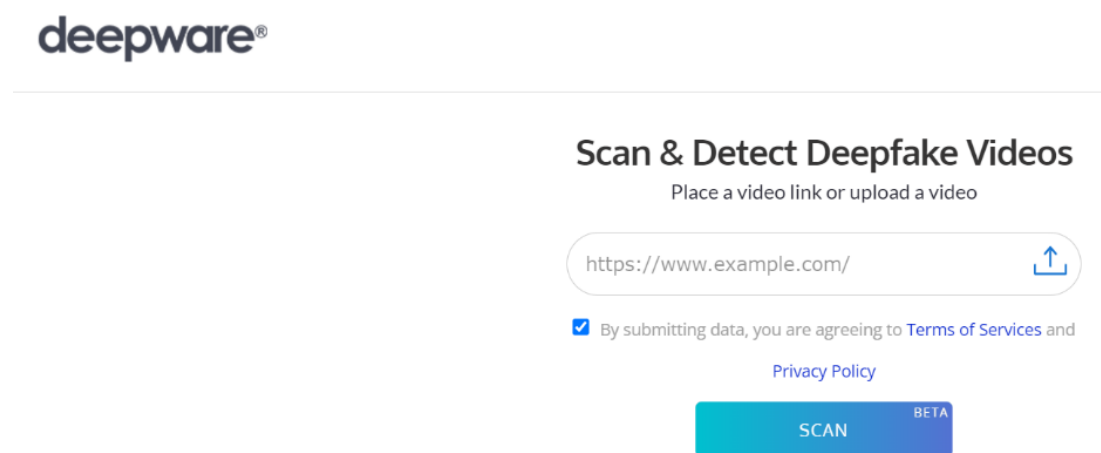 deepware®
Scan & Detect Deepfake Videos
Place a video link or upload a video
https://www.example.com/
By submitting data, you are agreeing to Terms of Services and
Privacy Policy
BETA
SCAN